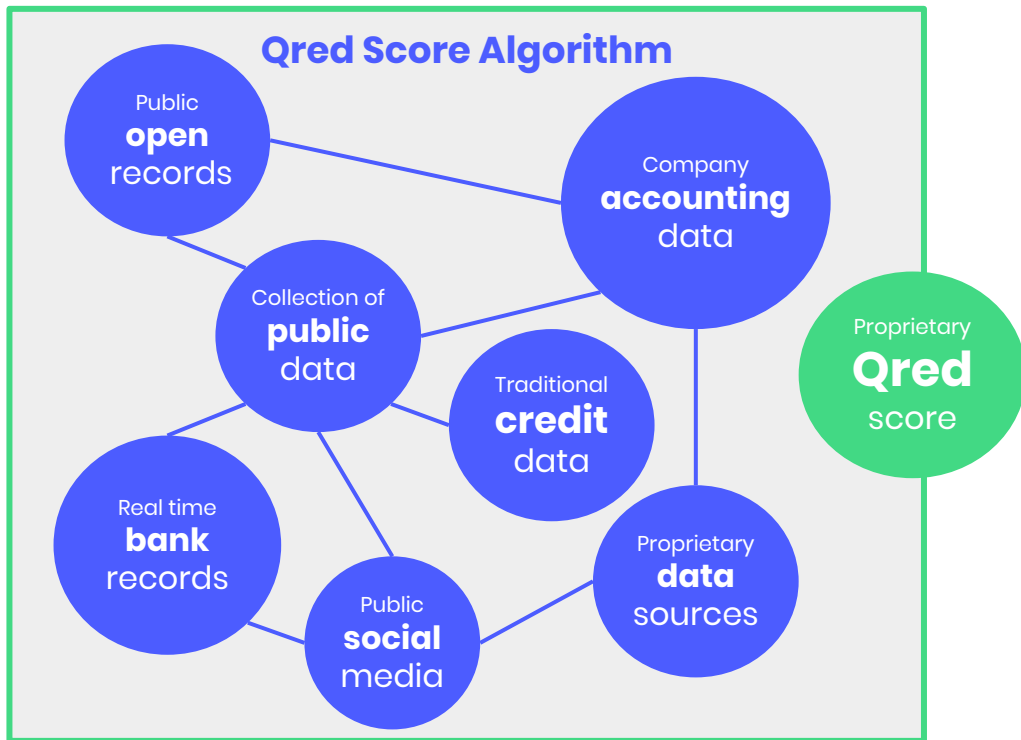 Qred Score Algorithm
Public
open
records
Company
accounting
data
Collection of
public
data
Proprietary
Qred
score
Traditional
credit
data
Real time
bank
records
Proprietary
data
sources
Public
social
media